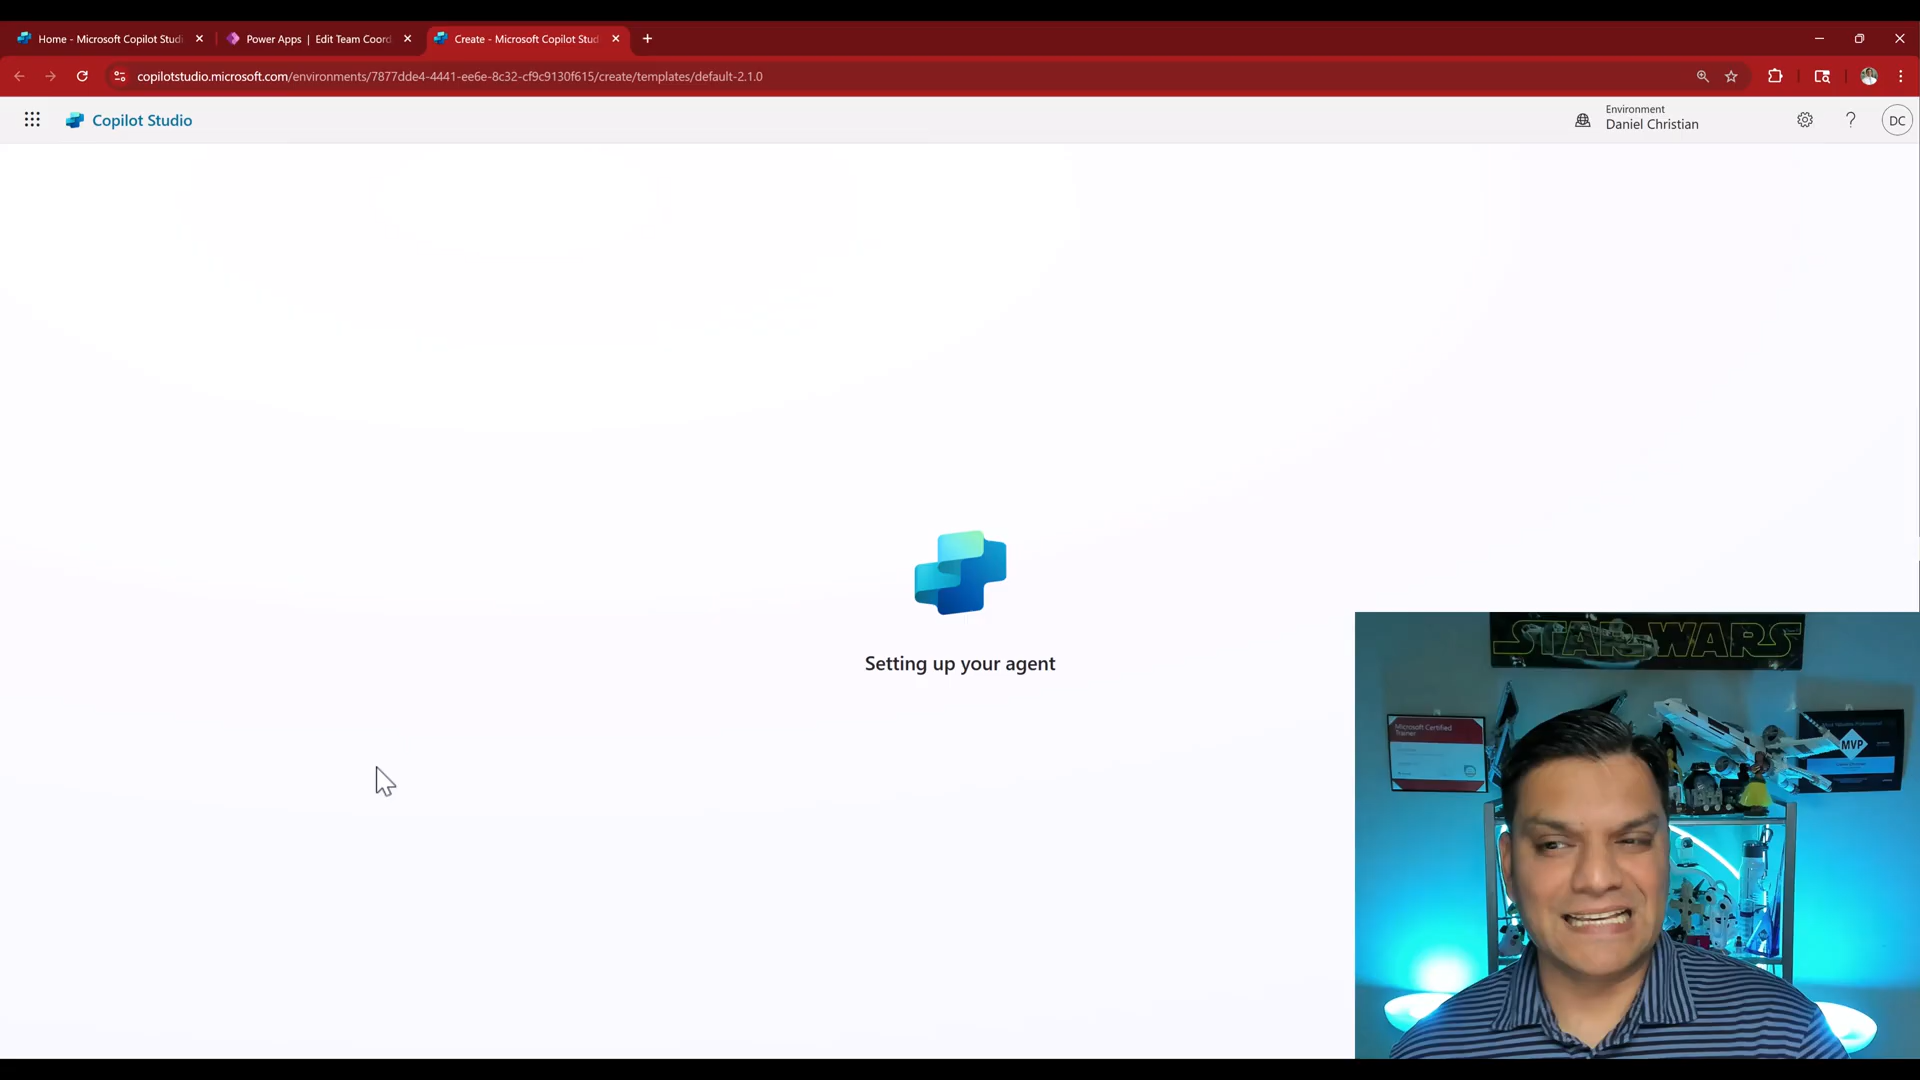 Home - Microsoft Copilot Studi
Power Apps | Edit Team Coord
Create - Microsoft Copilot Stud
copilotstudio.microsoft.com/environments/7877dde4-4441-ee6e-8c32-cf9c9130f615/create/templates/default-2.1.0
Copilot Studio
Environment
Daniel Christian
DC
Setting up your agent
STAR WARS
Microsoft Certified
Trainer
MVP